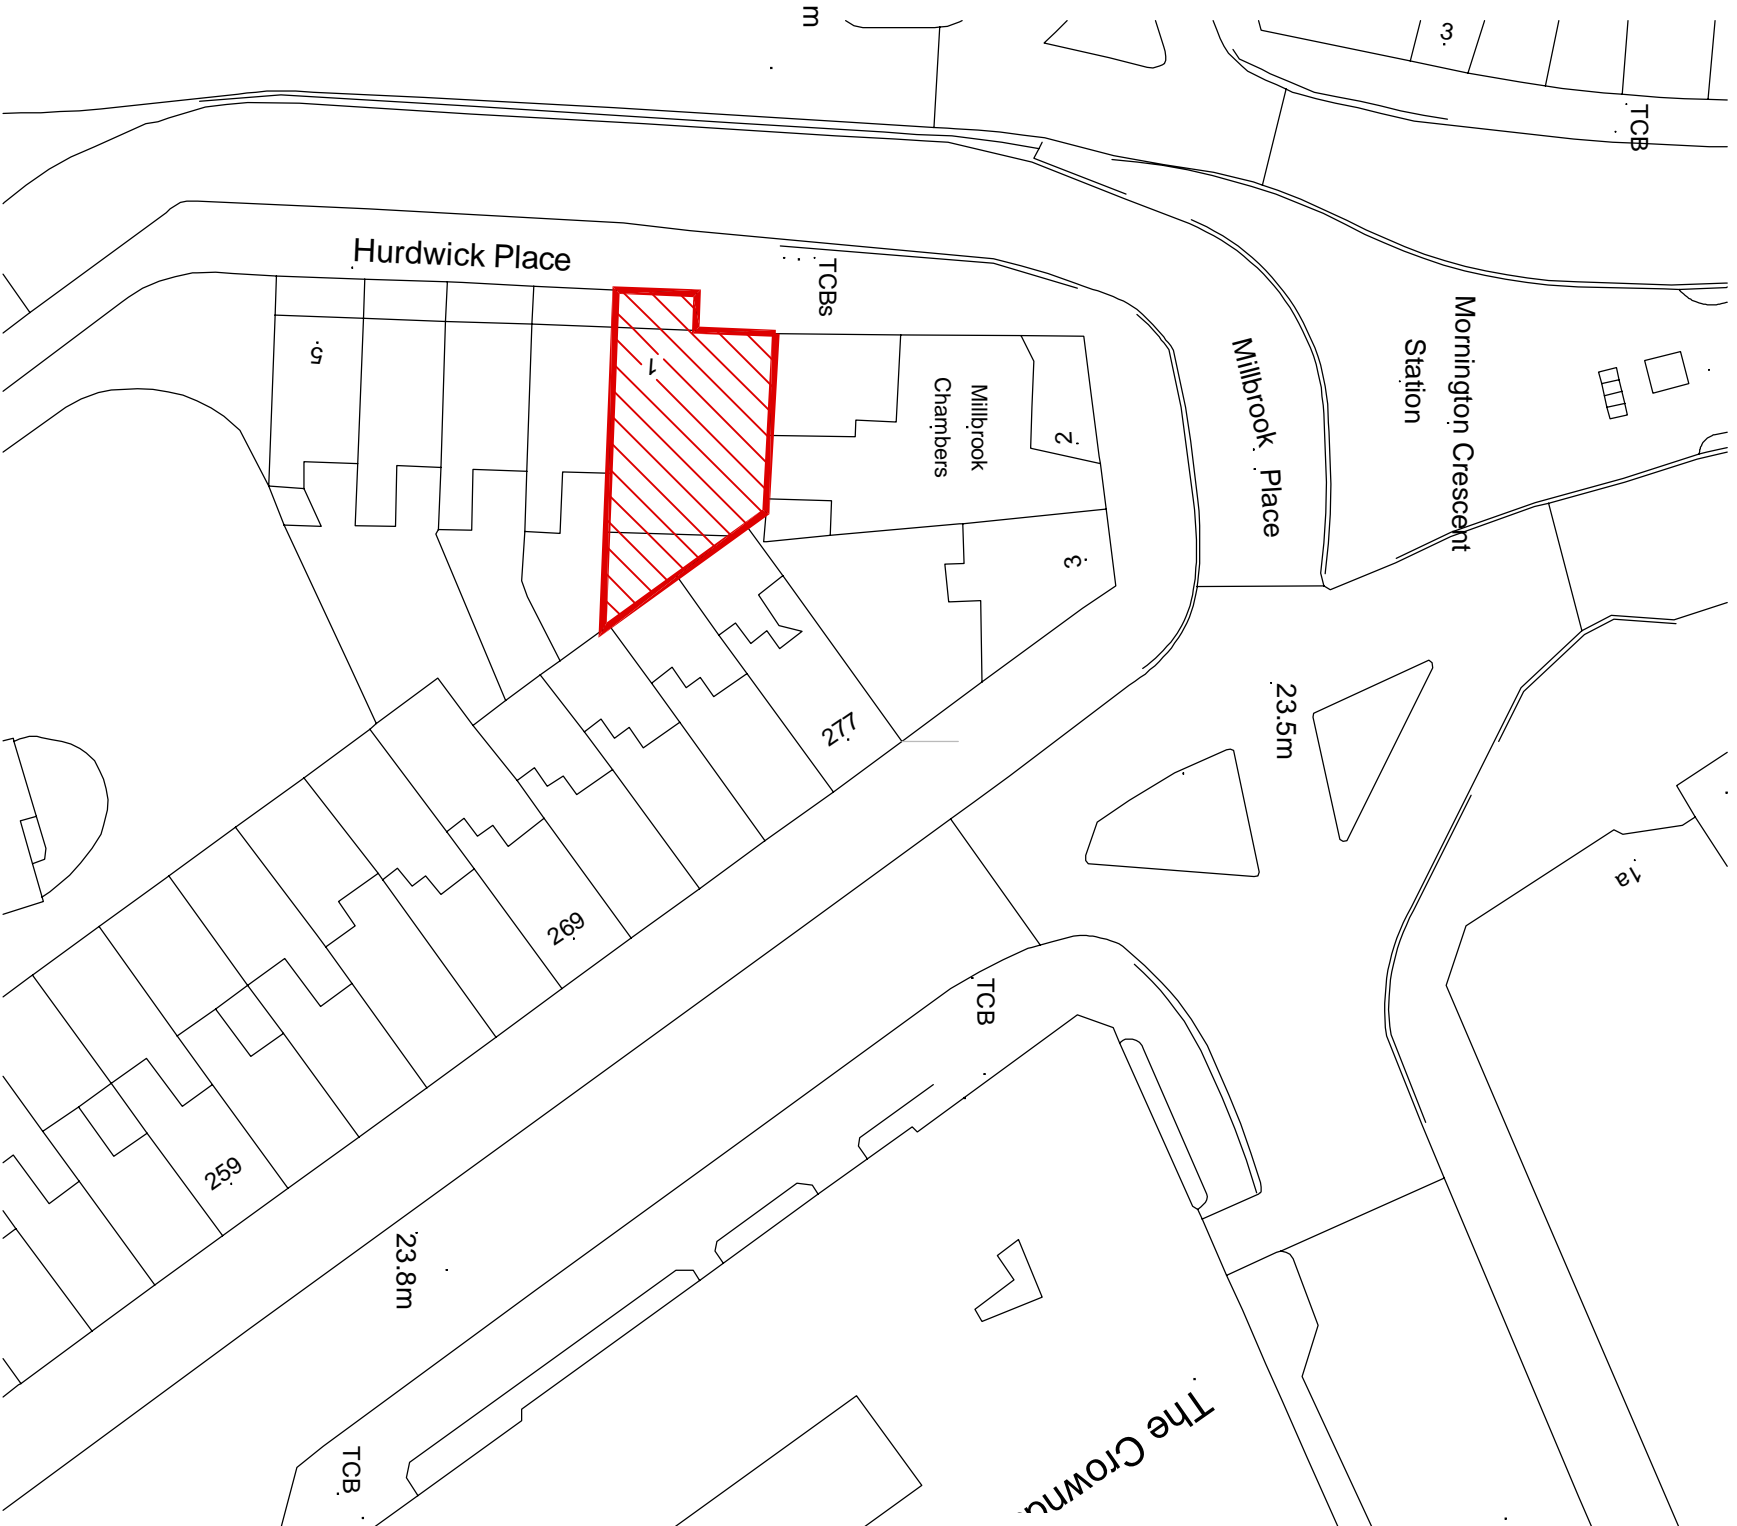 m
3
TCB
Hurdwick Place
TCBs
5
1
Millbrook
Chambers
2
3
Millbrook Place
Mornington Crescent
Station
277
23.5m
269
1a
259
TCB
23.8m
TCB
The Crownd